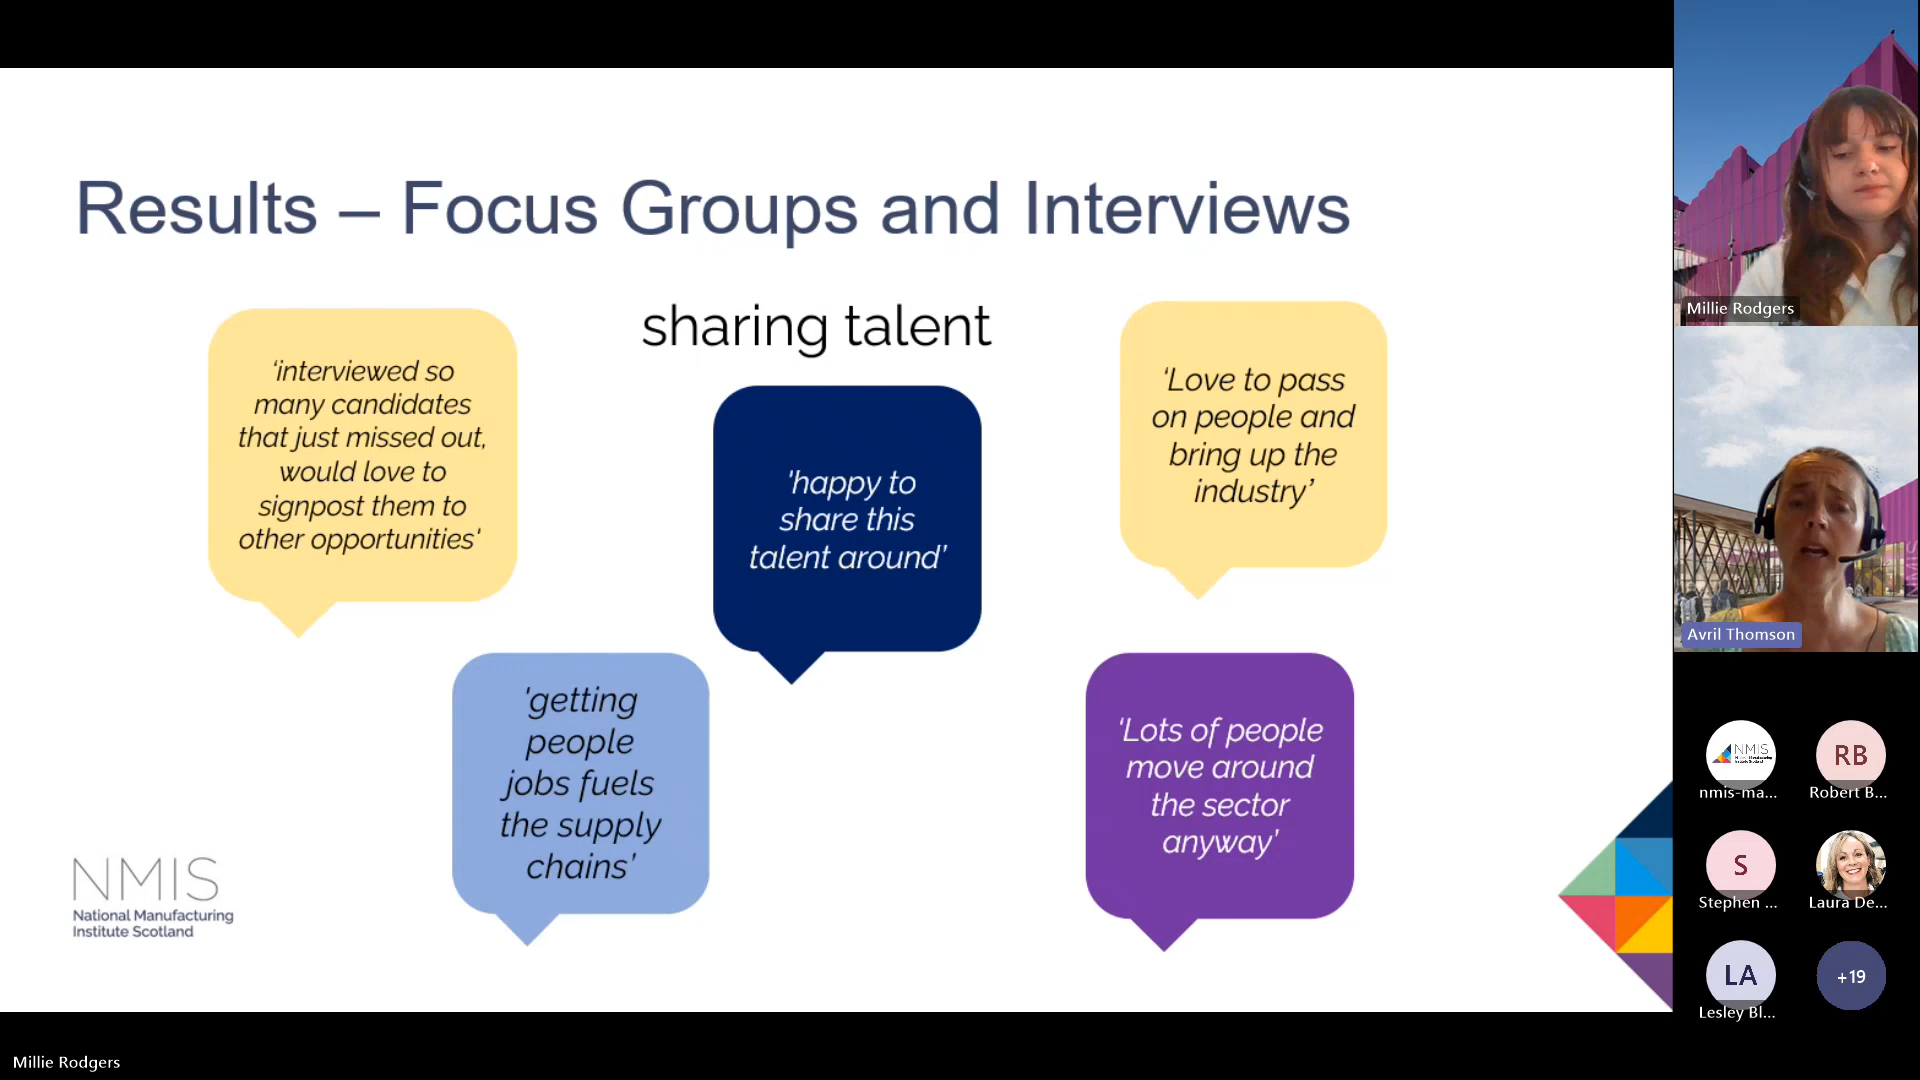 Results – Focus Groups and Interviews
sharing talent
‘interviewed so
many candidates
that just missed out,
would love to
signpost them to
other opportunities'
‘happy to
share this
talent around’
‘Love to pass
on people and
bring up the
industry’
‘getting
people
jobs fuels
the supply
chains’
‘Lots of people
move around
the sector
anyway’
NMIS
National Manufacturing
Institute Scotland
Millie Rodgers
Avril Thomson
NMIS
nmis-ma...
RB
Robert B...
S
Stephen ...
Laura De...
LA
Lesley Bl...
+19
Millie Rodgers